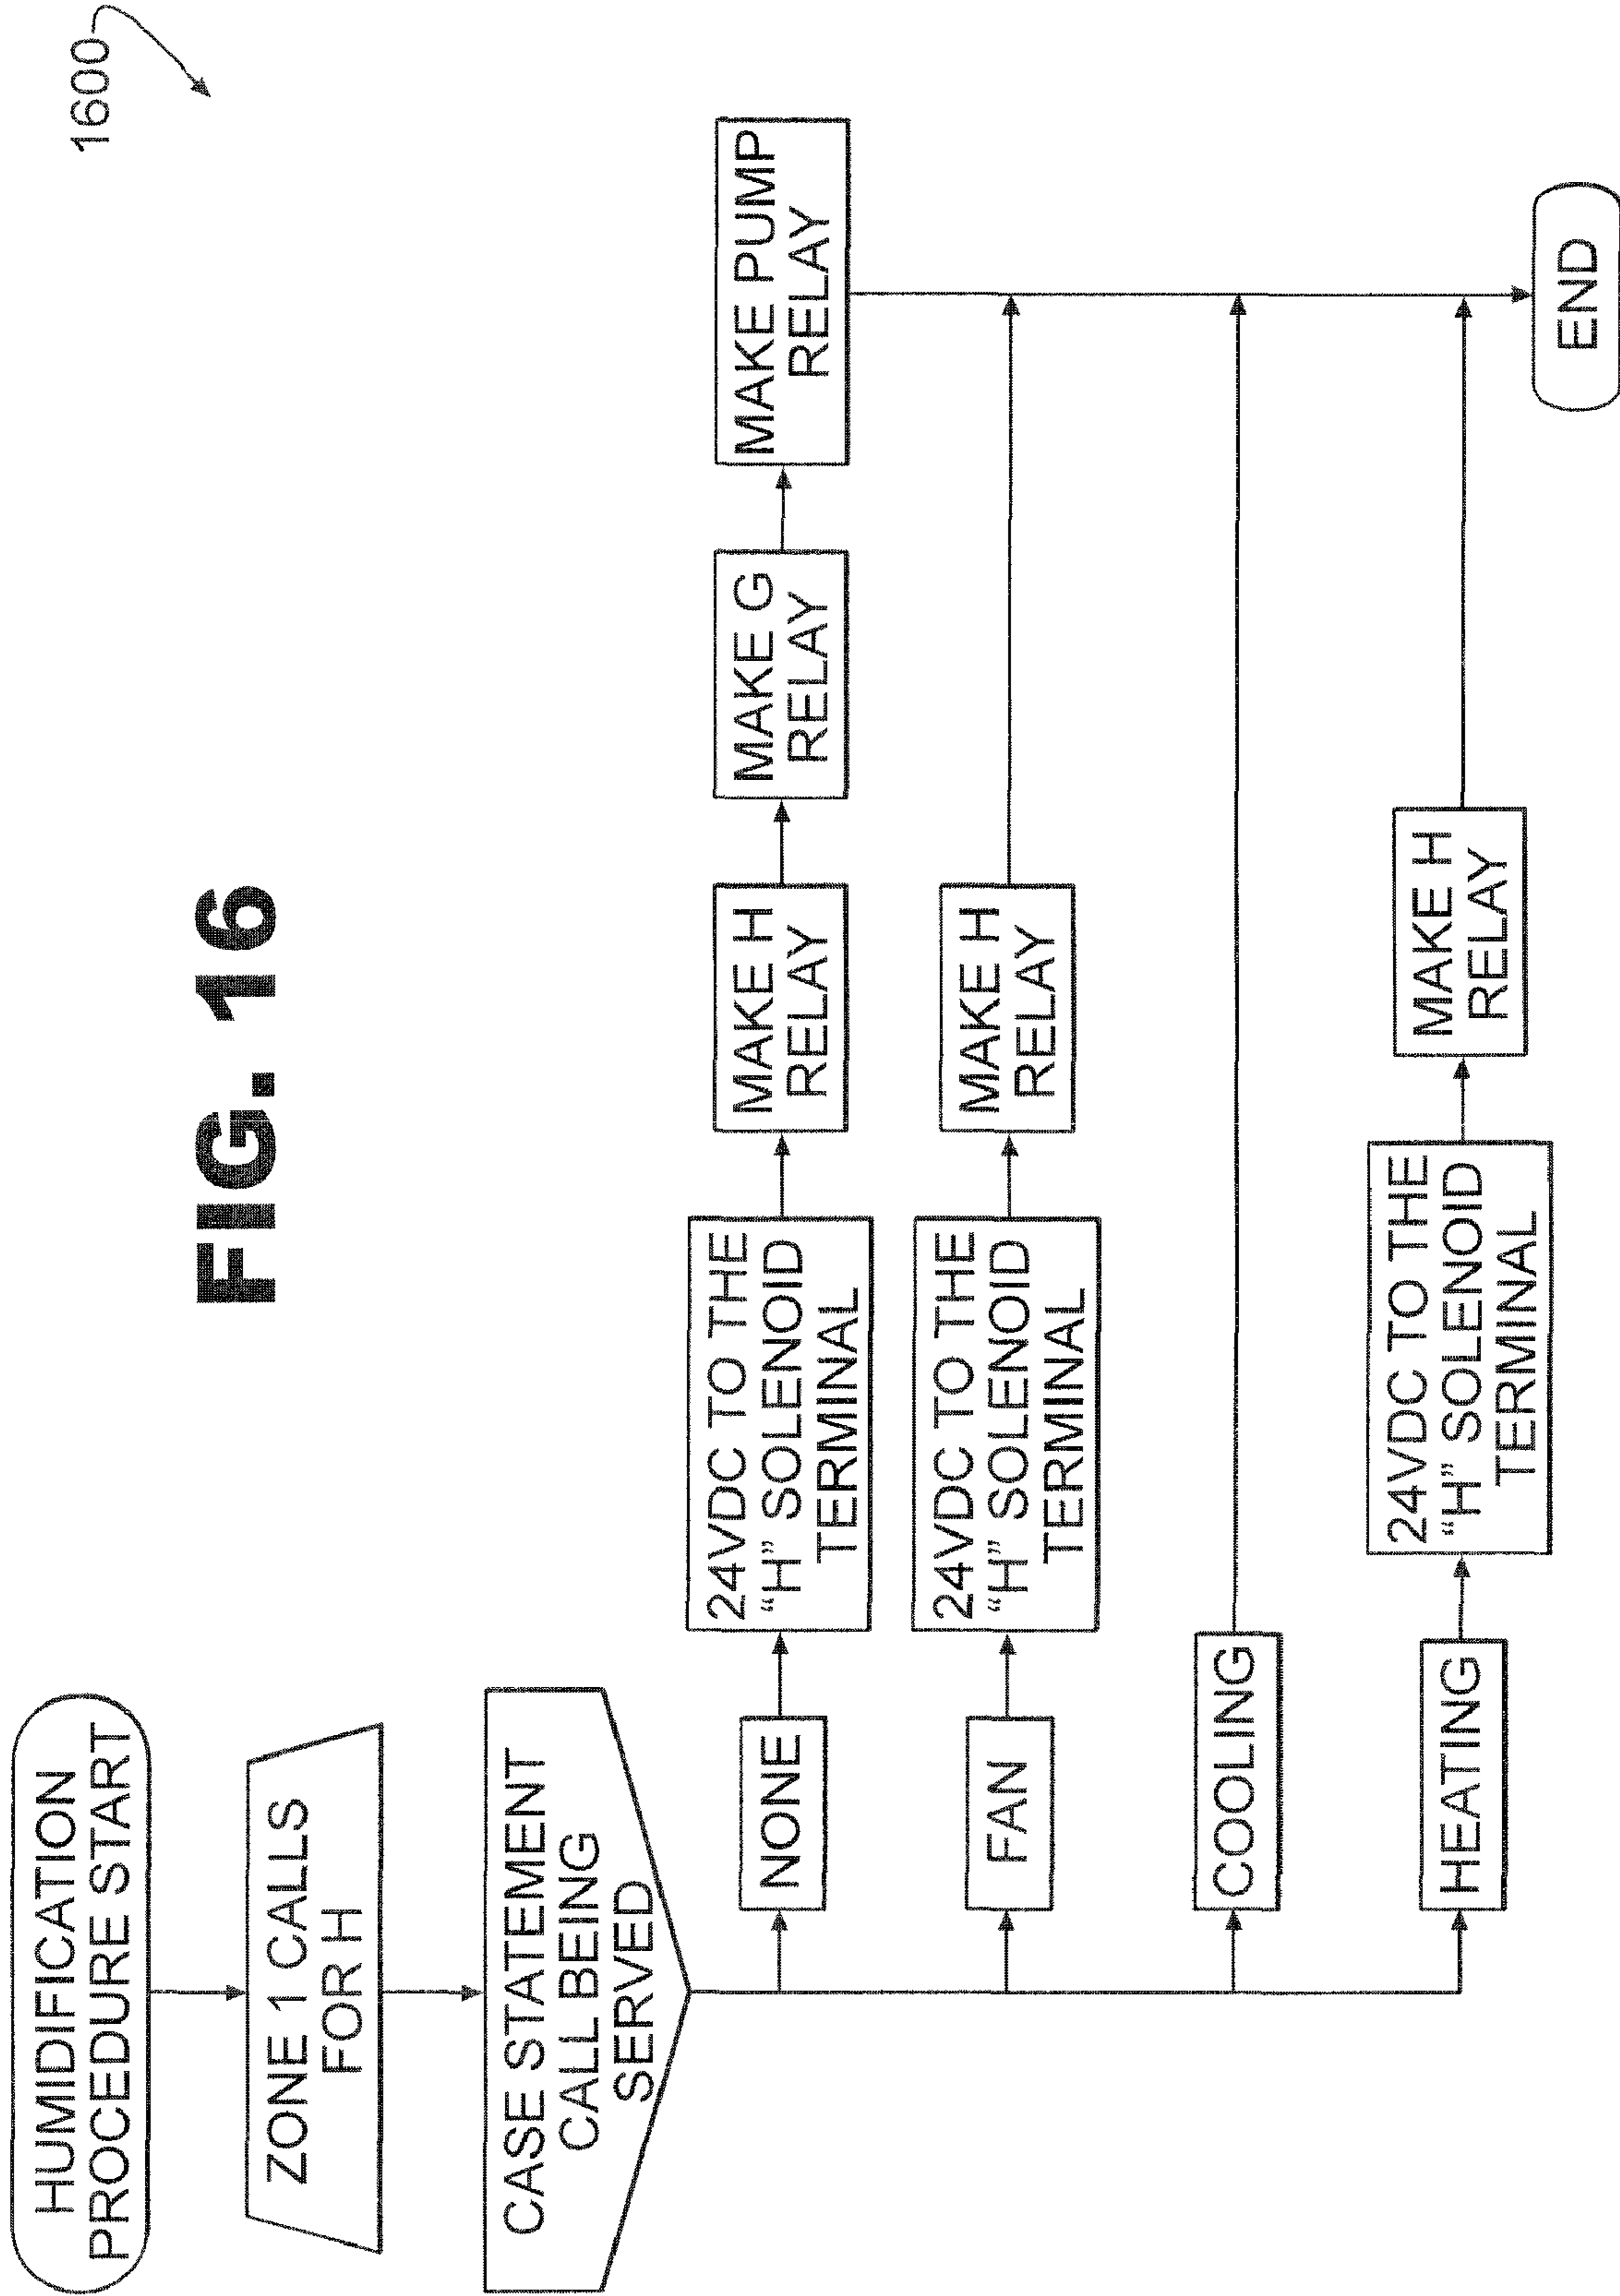 FIG. 16
1600
HUMIDIFICATION
PROCEDURE START
ZONE 1 CALLS
FOR H
CASE STATEMENT
CALL BEING
SERVED
NONE
24VDC TO THE
“H” SOLENOID
TERMINAL
MAKE H
RELAY
MAKE G
RELAY
MAKE PUMP
RELAY
FAN
24VDC TO THE
“H” SOLENOID
TERMINAL
MAKE H
RELAY
COOLING
HEATING
24VDC TO THE
“H” SOLENOID
TERMINAL
MAKE H
RELAY
END